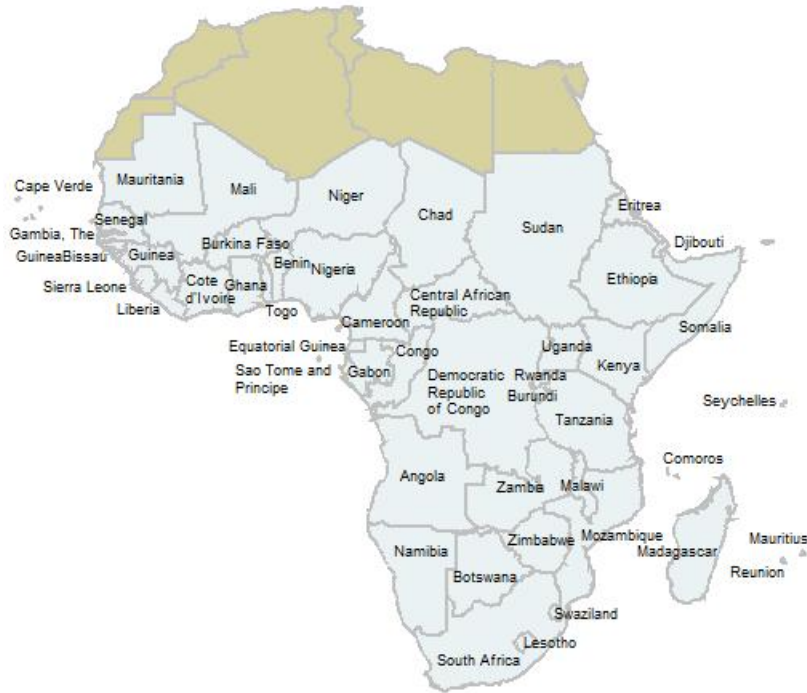 Mauritania
Mali
Niger
Chad
Sudan
Eritrea
Cape Verde
Senegal
Gambia, The
GuineaBissau
Guinea
Burkina Faso
Benin
Nigeria
Djibouti
Ethiopia
Sierra Leone
Liberia
Cote
d'Ivoire
Ghana
Togo
Cameroon
Central African
Republic
Somalia
Equatorial Guinea
Sao Tome and
Principe
Gabon
Congo
Democratic
Republic
of Congo
Uganda
Kenya
Rwanda
Burundi
Tanzania
Seychelles
Comoros
Angola
Zambia
Malawi
Mozambique
Zimbabwe
Madagascar
Mauritius
Reunion
Namibia
Botswana
Swaziland
Lesotho
South Africa